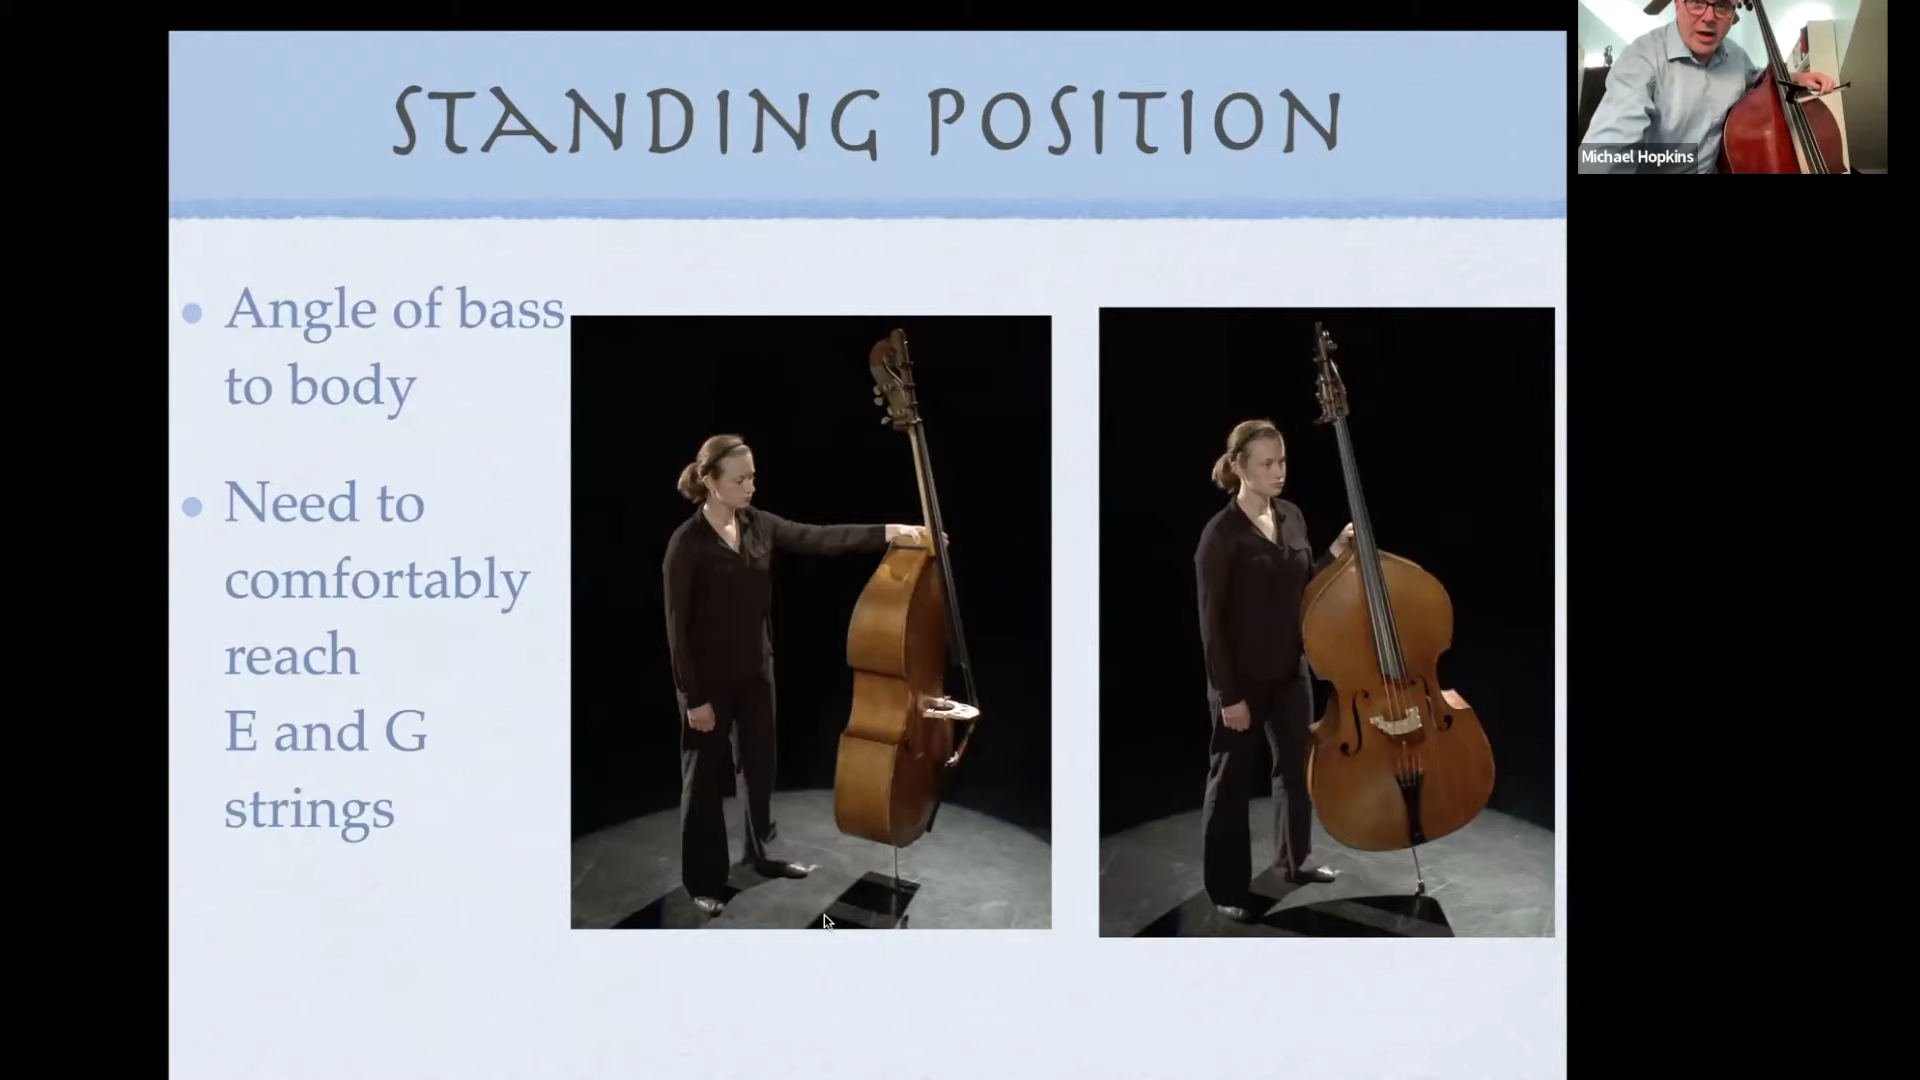 STANDING POSITION
Michael Hopkins
Angle of bass
to body
Need to
comfortably
reach
E and G
strings